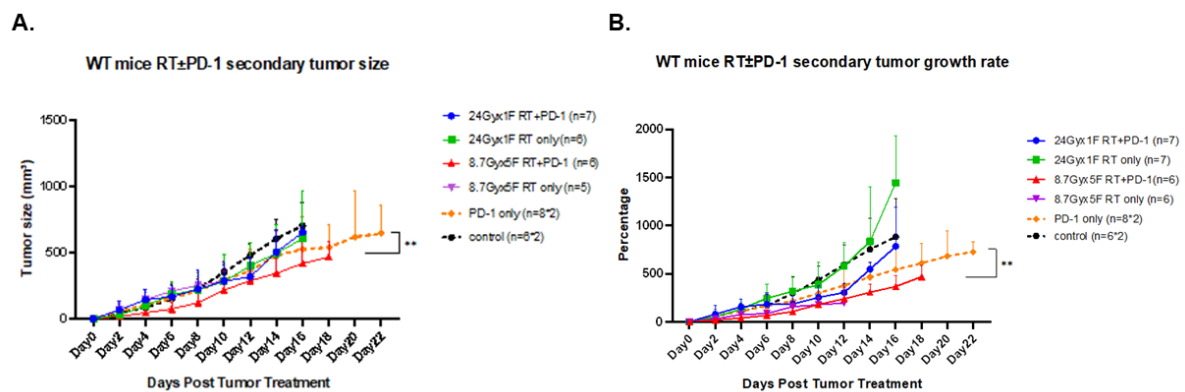 A.
WT mice RT±PD-1 secondary tumor size
Tumor size (mm³)
1500
1000
500
0
Day0
Day2
Day4
Day6
Day8
Day10
Day12
Day14
Day16
Day18
Day20
Day22
Days Post Tumor Treatment
24Gyx1F RT+PD-1 (n=7)
24Gyx1F RT only (n=6)
8.7Gyx5F RT+PD-1 (n=6)
8.7Gyx5F RT only (n=5)
PD-1 only (n=8*2)
control (n=6*2)
**
B.
WT mice RT±PD-1 secondary tumor growth rate
Percentage
2000
1500
1000
500
0
Day0
Day2
Day4
Day6
Day8
Day10
Day12
Day14
Day16
Day18
Day20
Day22
Days Post Tumor Treatment
24Gyx1F RT+PD-1 (n=7)
24Gyx1F RT only (n=7)
8.7Gyx5F RT+PD-1(n=6)
8.7Gyx5F RT only (n=6)
PD-1 only (n=8*2)
control (n=6*2)
**